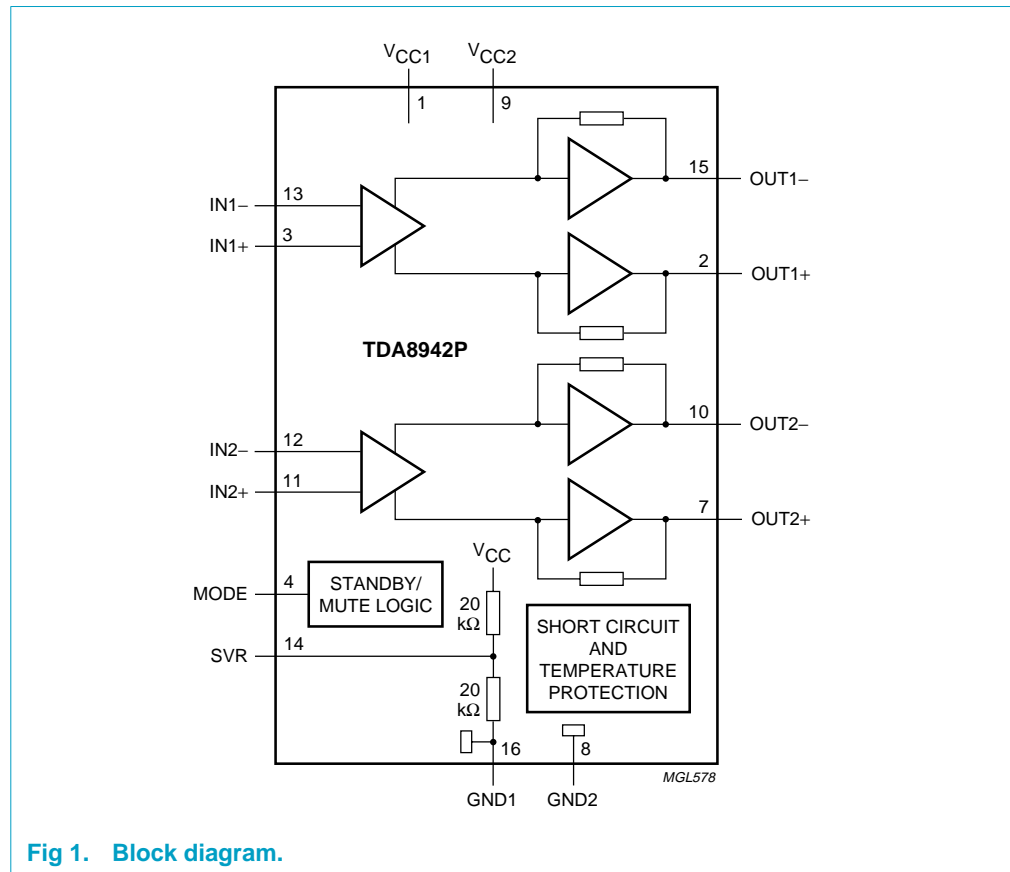 VCC1 VCC2
1 9
15 OUT1−
IN1− 13
IN1+ 3
2 OUT1+
TDA8942P
10 OUT2−
IN2− 12
IN2+ 11
7 OUT2+
VCC
MODE 4 STANDBY/
MUTE LOGIC
20
kΩ
SHORT CIRCUIT
AND
TEMPERATURE
PROTECTION
SVR 14
20
kΩ
16 8
MGL578
GND1 GND2
Fig 1. Block diagram.